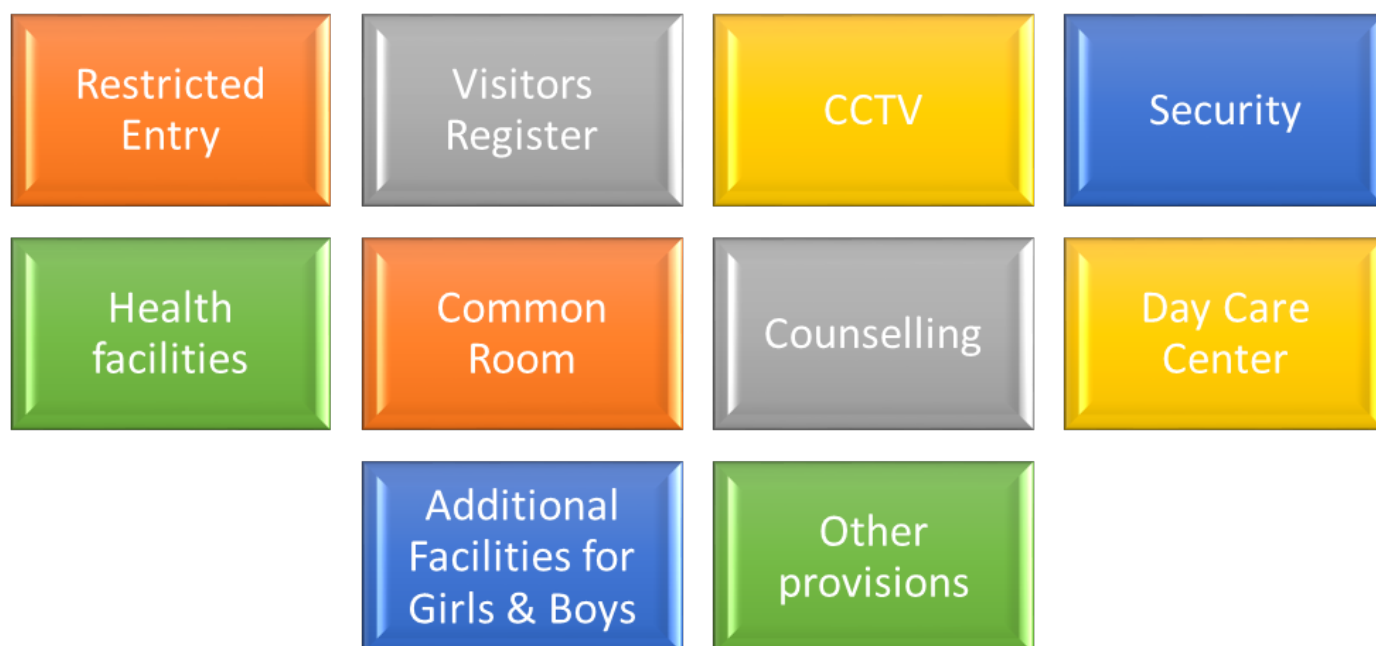 Restricted
Entry
Visitors
Register
CCTV
Security
Health
facilities
Common
Room
Counselling
Day Care
Center
Additional
Facilities for
Girls & Boys
Other
provisions